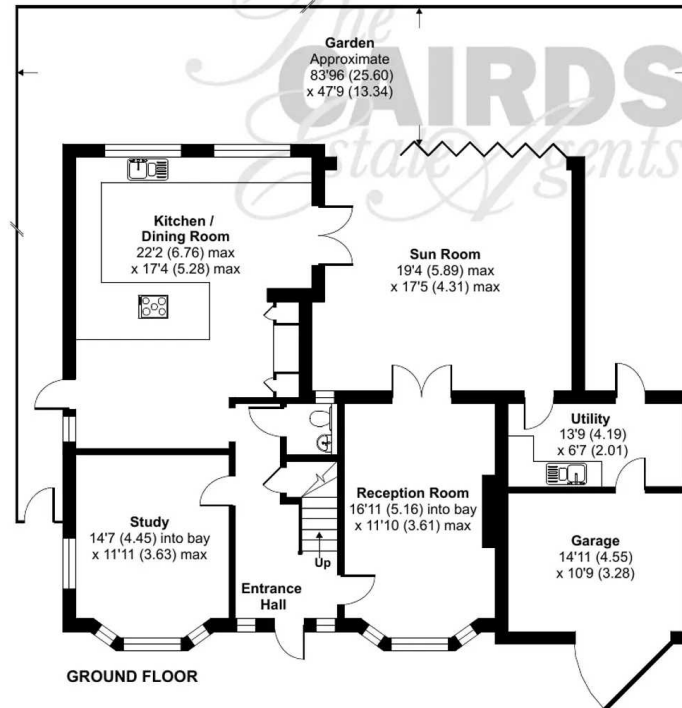 The
CAIRDS
Estate Agents
Garden
Approximate
83'96 (25.60)
x 47'9 (13.34)
Kitchen /
Dining Room
22'2 (6.76) max
x 17'4 (5.28) max
Sun Room
19'4 (5.89) max
x 17'5 (4.31) max
Utility
13'9 (4.19)
x 6'7 (2.01)
Study
14'7 (4.45) into bay
x 11'11 (3.63) max
Reception Room
16'11 (5.16) into bay
x 11'10 (3.61) max
Garage
14'11 (4.55)
x 10'9 (3.28)
Up
Entrance
Hall
GROUND FLOOR